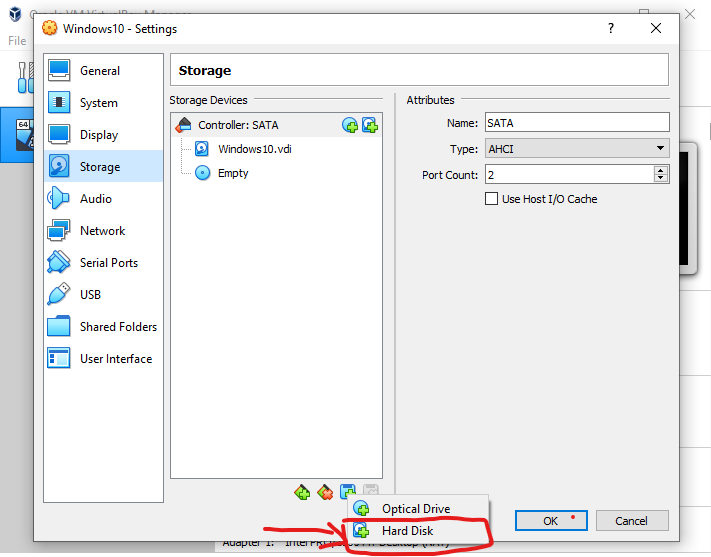 Windows10 - Settings
?
File
General
Storage
System
Storage Devices
Attributes
Display
Controller: SATA
Name: SATA
64
Windows10.vdi
Type: AHCI
Storage
Empty
Port Count: 2
Audio
Use Host I/O Cache
Network
Serial Ports
USB
Shared Folders
User Interface
Optical Drive
Hard Disk
OK
Cancel
Adapter 1: